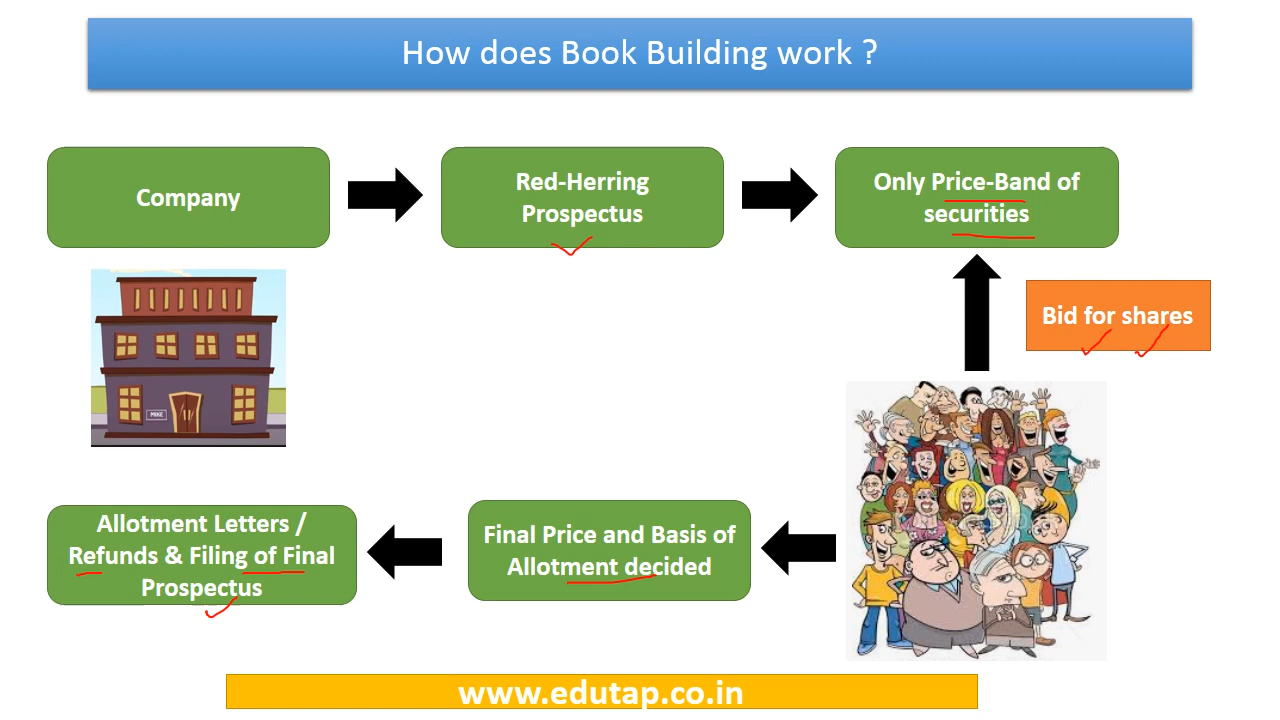 How does Book Building work ?
Company
Red-Herring
Prospectus
Only Price-Band of
securities
Bid for shares
MIKE
Allotment Letters /
Refunds & Filing of Final
Prospectus
Final Price and Basis of
Allotment decided
www.edutap.co.in